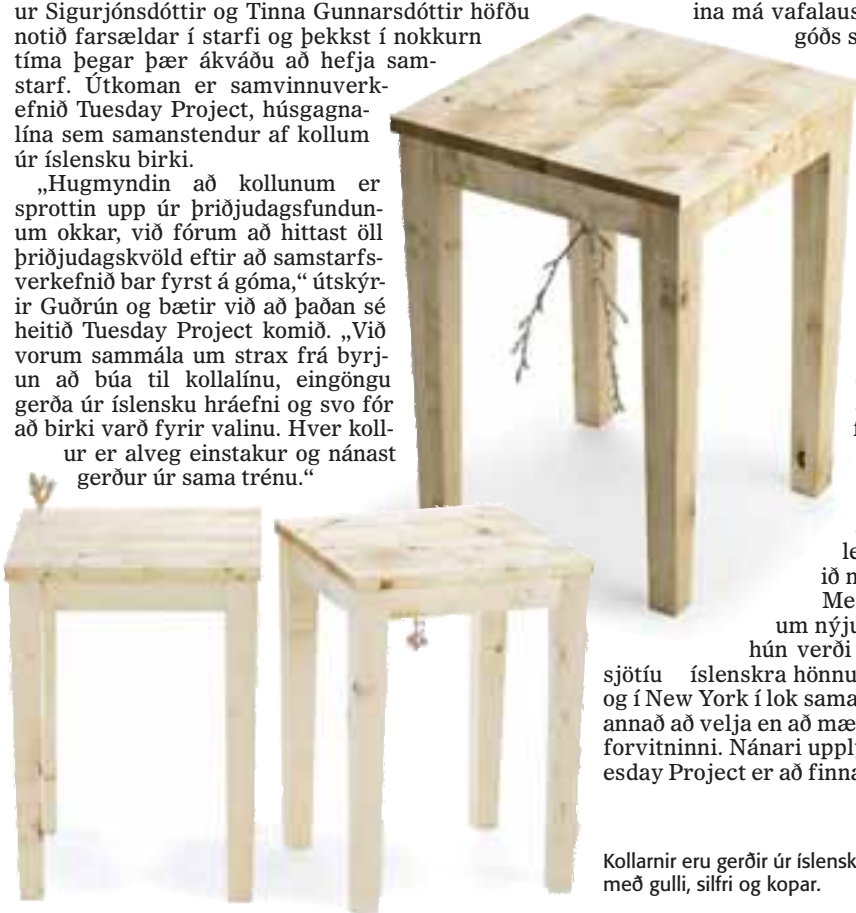 ur Sigurjónsdóttir og Tinna Gunnarsdóttir höfðu
notið farsældar í starfi og þekkst í nokkurn
tíma þegar þær ákváðu að hefja sam-
starf. Útkoman er samvinnuverk-
efnið Tuesday Project, húsgagna-
lína sem samanstendur af kollum
úr íslensku birki.
„Hugmyndin að kollunum er
sprottin upp úr þriðjudagsfundun-
um okkar, við fórum að hittast öll
þriðjudagskvöld eftir að samstarfs-
verkefnið bar fyrst á góma,“ útskýr-
ir Guðrún og bætir við að þaðan sé
heitið Tuesday Project komið. „Við
vorum sammála um strax frá byrj-
un að búa til kollalínu, eingöngu
gerða úr íslensku hráefni og svo fór
að birki varð fyrir valinu. Hver koll-
ur er alveg einstakur og nánast
gerður úr sama trénu.“
ina má vafalaus
góðs s
le
ið n
Me
um nýju
hún verði
sjötíu íslenskra hönnu
og í New York í lok sama
annað að velja en að mæ
forvitninni. Nánari uppl
esday Project er að finna
Kollarnir eru gerðir úr íslensk
með gulli, silfri og kopar.